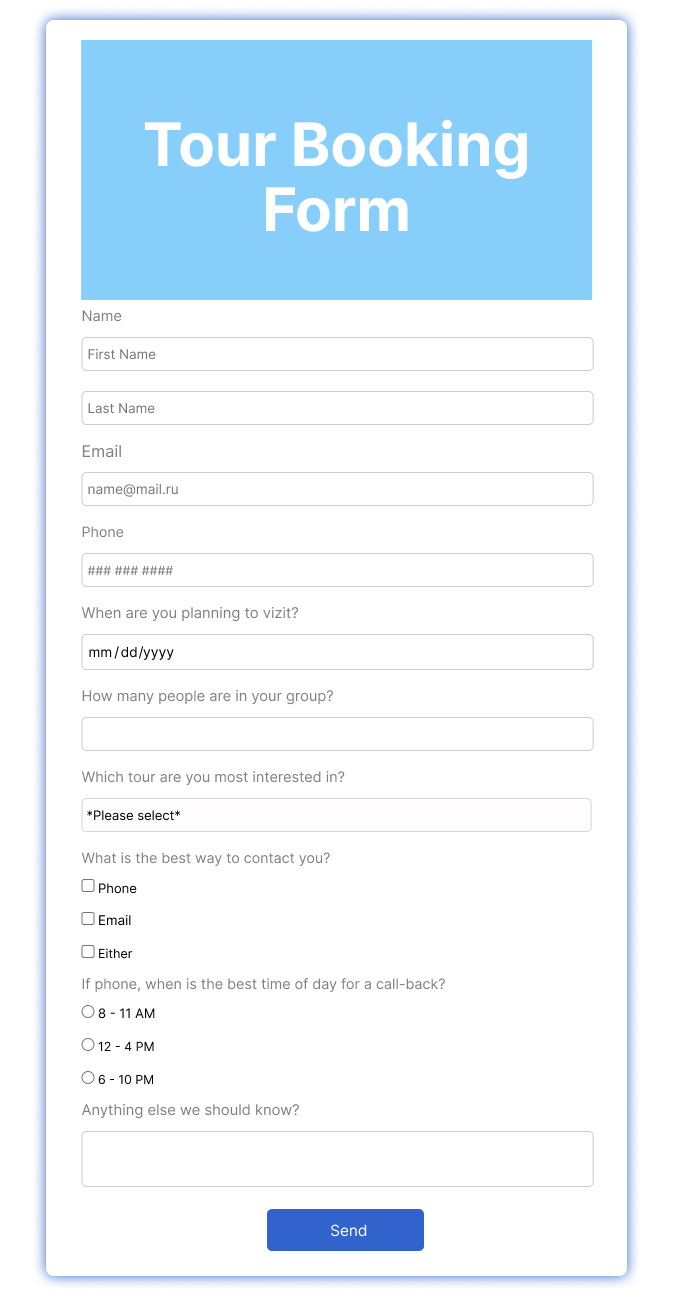 Tour Booking
Form
Name
First Name
Last Name
Email
name@mail.ru
Phone
### ### ####
When are you planning to vizit?
mm/dd/yyyy
How many people are in your group?
Which tour are you most interested in?
*Please select*
What is the best way to contact you?
Phone
Email
Either
If phone, when is the best time of day for a call-back?
8 - 11 AM
12 - 4 PM
6 - 10 PM
Anything else we should know?
Send